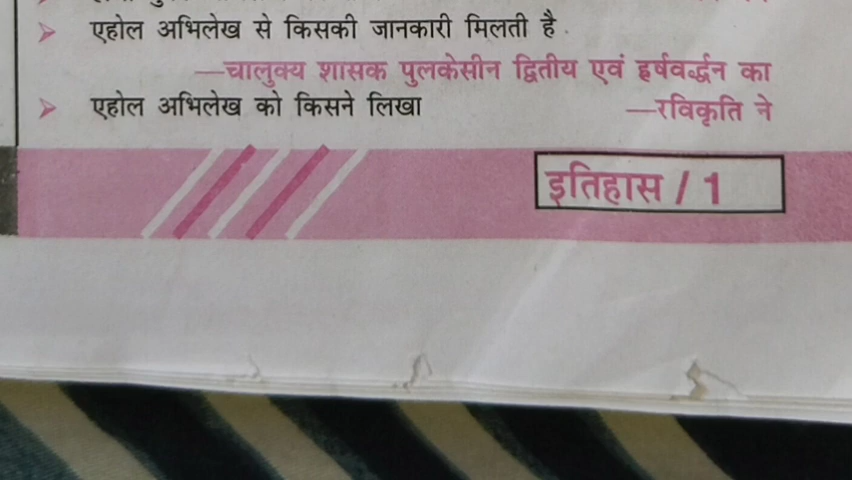 ➤ एहोल अभिलेख से किसकी जानकारी मिलती है .
—चालुक्य शासक पुलकेसीन द्वितीय एवं हर्षवर्द्धन का
➤ एहोल अभिलेख को किसने लिखा —रविकृति ने
इतिहास / 1